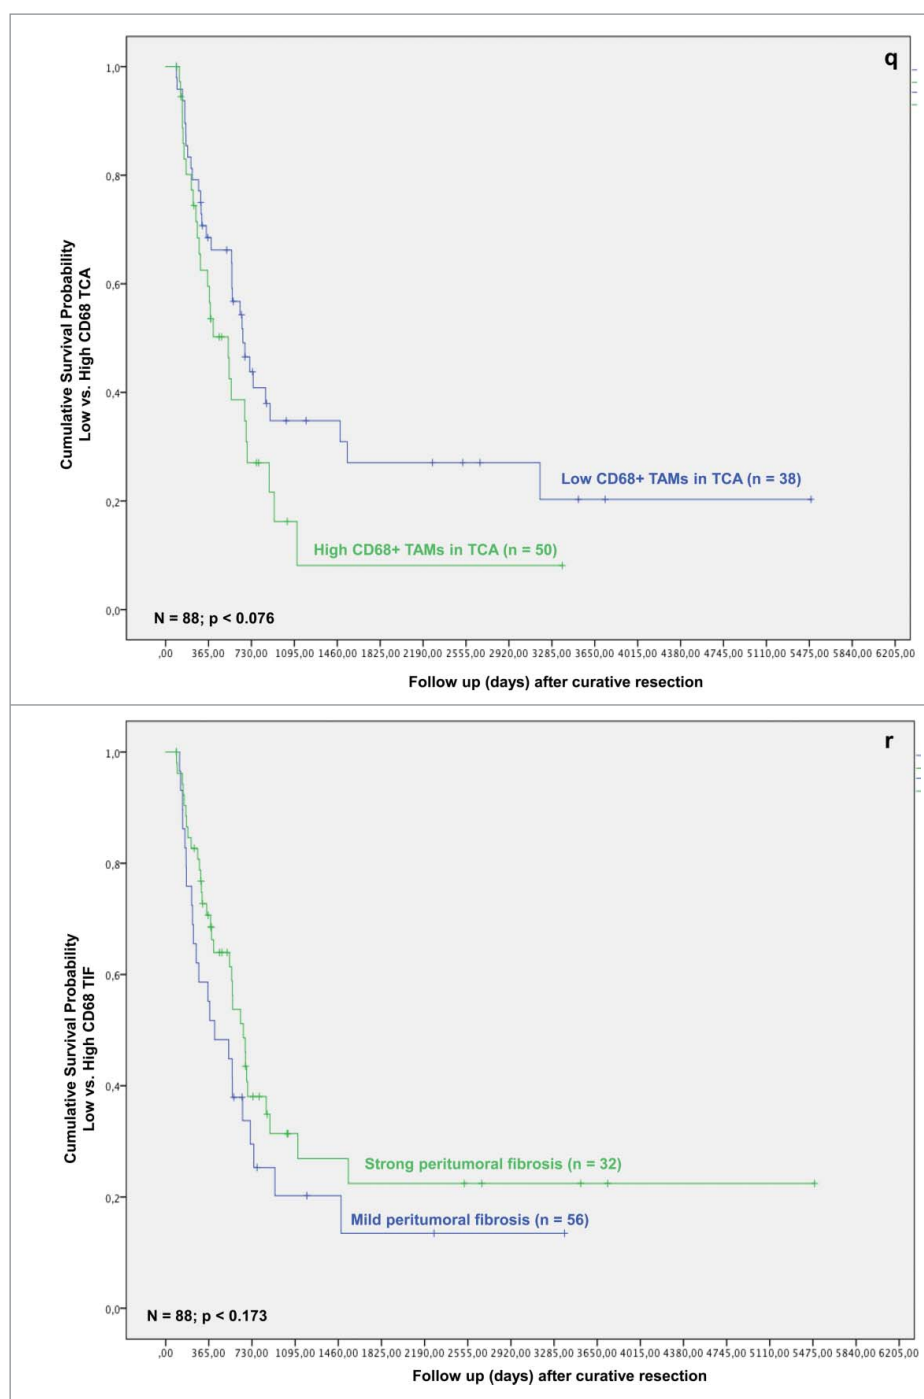 q
1,0
0,8
0,6
0,4
0,2
0,0
Cumulative Survival Probability
Low vs. High CD68 TCA
Low CD68+ TAMs in TCA (n = 38)
High CD68+ TAMs in TCA (n = 50)
N = 88; p < 0.076
,00 365,00 730,00 1095,00 1460,00 1825,00 2190,00 2555,00 2920,00 3285,00 3650,00 4015,00 4380,00 4745,00 5110,00 5475,00 5840,00 6205,00
Follow up (days) after curative resection
r
1,0
0,8
0,6
0,4
0,2
0,0
Cumulative Survival Probability
Low vs. High CD68 TIF
Strong peritumoral fibrosis (n = 32)
Mild peritumoral fibrosis (n = 56)
N = 88; p < 0.173
,00 365,00 730,00 1095,00 1460,00 1825,00 2190,00 2555,00 2920,00 3285,00 3650,00 4015,00 4380,00 4745,00 5110,00 5475,00 5840,00 6205,00
Follow up (days) after curative resection